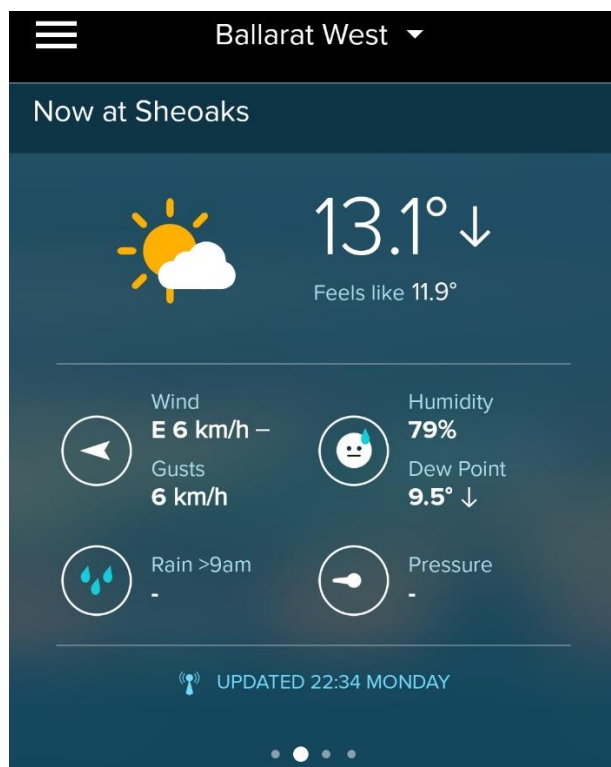 Ballarat West
Now at Sheoaks
13.1°↓
Feels like 11.9°
Wind
E 6 km/h –
Gusts
6 km/h
Humidity
79%
Dew Point
9.5° ↓
Rain >9am
-
Pressure
-
UPDATED 22:34 MONDAY